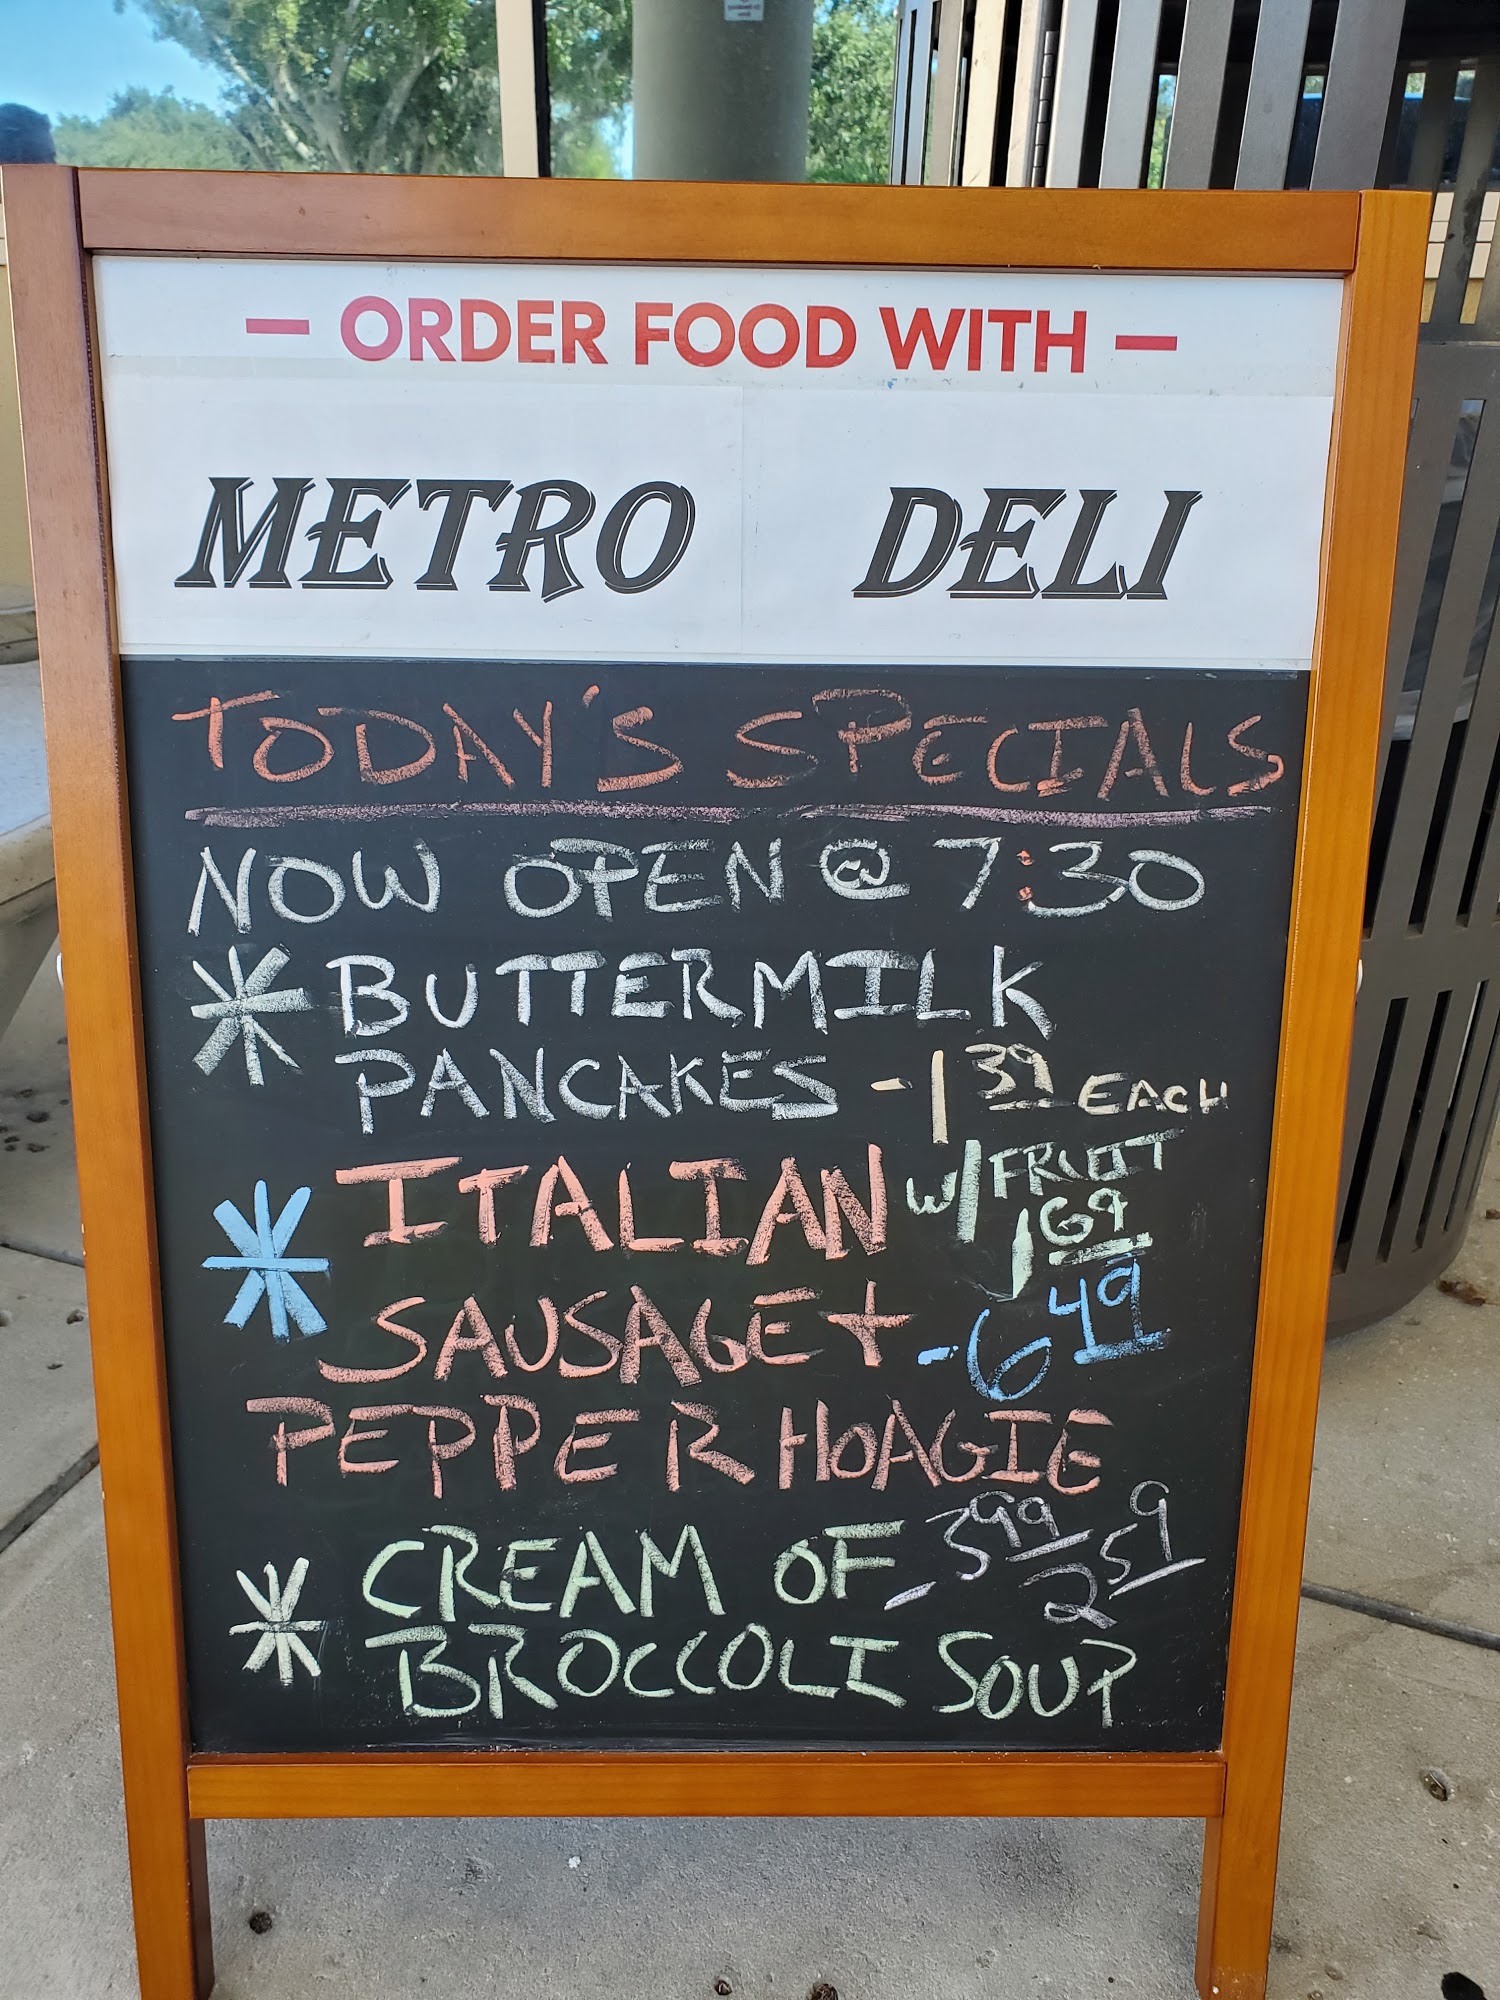 — ORDER FOOD WITH —
METRO DELI
TODAY'S SPECIALS
NOW OPEN @ 7:30
* BUTTERMILK
PANCAKES - 1 39 EACH
W/ FRUIT
1 69
* ITALIAN
SAUSAGE + - 6 49
PEPPER HOAGIE
* CREAM OF - 3 99 2 59
BROCCOLI SOUP